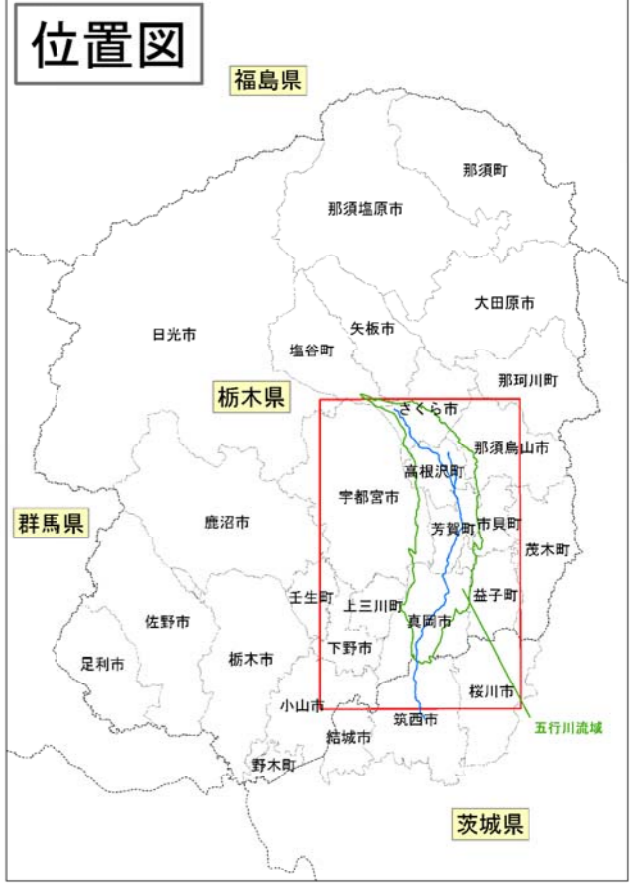 位置図
福島県
那須町
那須塩原市
大田原市
日光市
矢板市
塩谷町
那珂川町
栃木県
さくら市
那須烏山市
高根沢町
宇都宮市
群馬県
鹿沼市
芳賀町
市貝町
茂木町
壬生町
上三川町
益子町
佐野市
真岡市
下野市
足利市
栃木市
桜川市
小山市
筑西市
五行川流域
結城市
野木町
茨城県